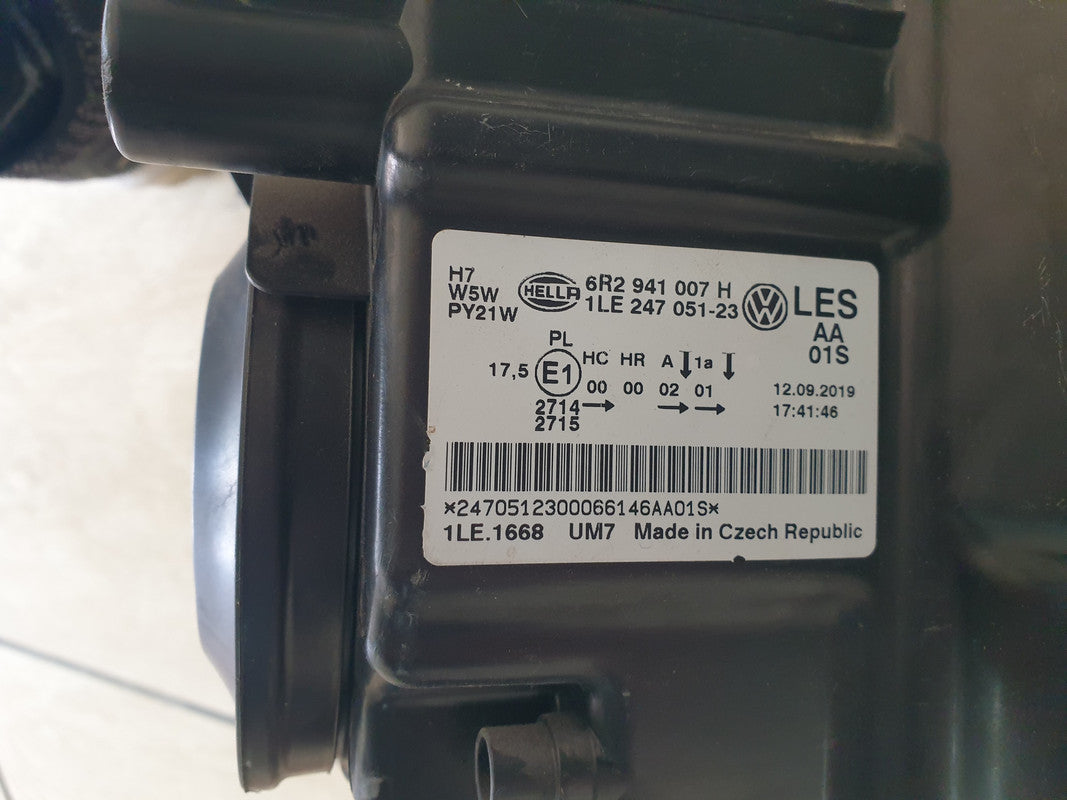 H7
W5W
PY21W
HELLA
6R2 941 007 H
1LE 247 051-23
VW
LES
AA
01S
PL
17,5 E1 HC HR A ↓ 1a ↓
00 00 02 01
2714 → → →
2715
12.09.2019
17:41:46
*2470512300066146AA01S*
1LE.1668 UM7 Made in Czech Republic